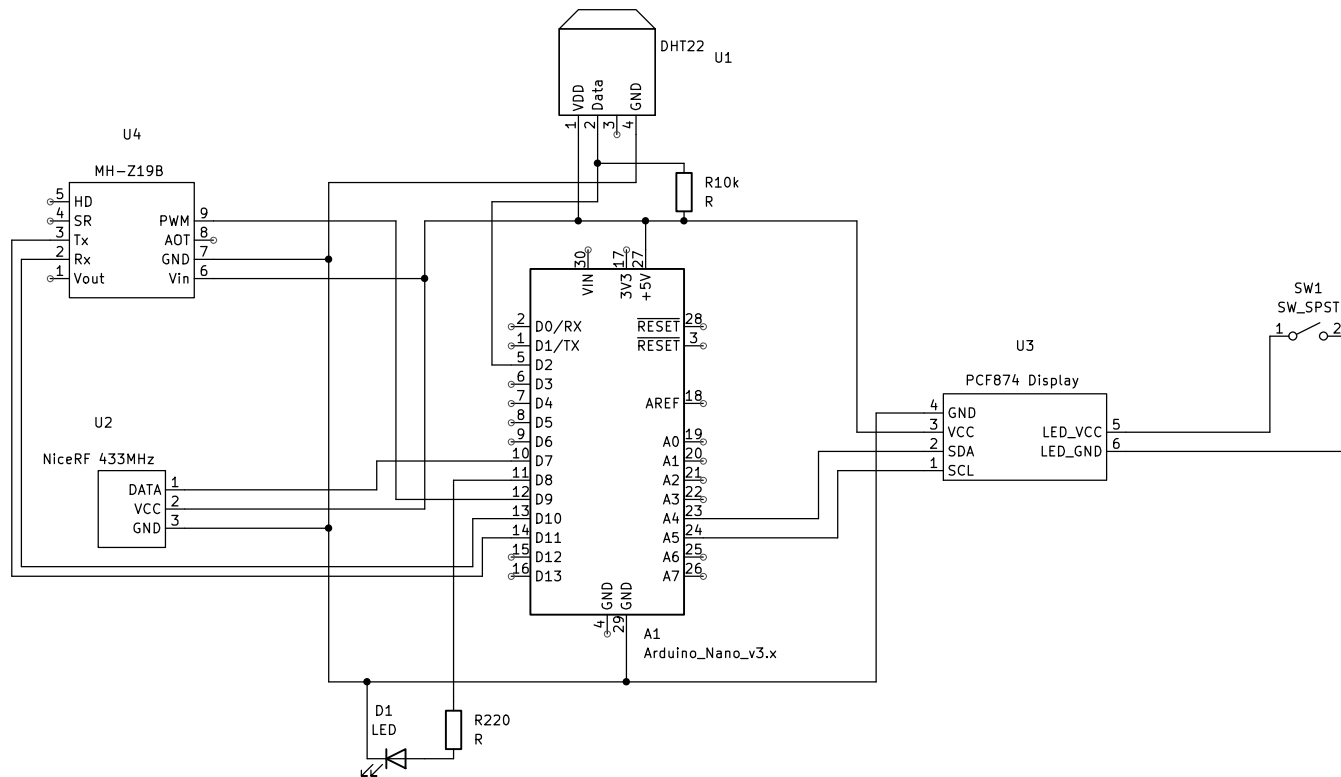 DHT22
U1
VDD
Data
GND
1
2
3
4
U4
MH-Z19B
5 HD
4 SR
3 Tx
2 Rx
1 Vout
PWM 9
AOT 8
GND 7
Vin 6
R10k
R
30 VIN
17 3V3
27 +5V
2 D0/RX
1 D1/TX
5 D2
6 D3
7 D4
8 D5
9 D6
10 D7
11 D8
12 D9
13 D10
14 D11
15 D12
16 D13
RESET 28
RESET 3
AREF 18
A0 19
A1 20
A2 21
A3 22
A4 23
A5 24
A6 25
A7 26
4 GND
29 GND
A1
Arduino_Nano_v3.x
SW1
SW_SPST
1
2
U3
PCF874 Display
4 GND
3 VCC
2 SDA
1 SCL
LED_VCC 5
LED_GND 6
U2
NiceRF 433MHz
DATA 1
VCC 2
GND 3
D1
LED
R220
R